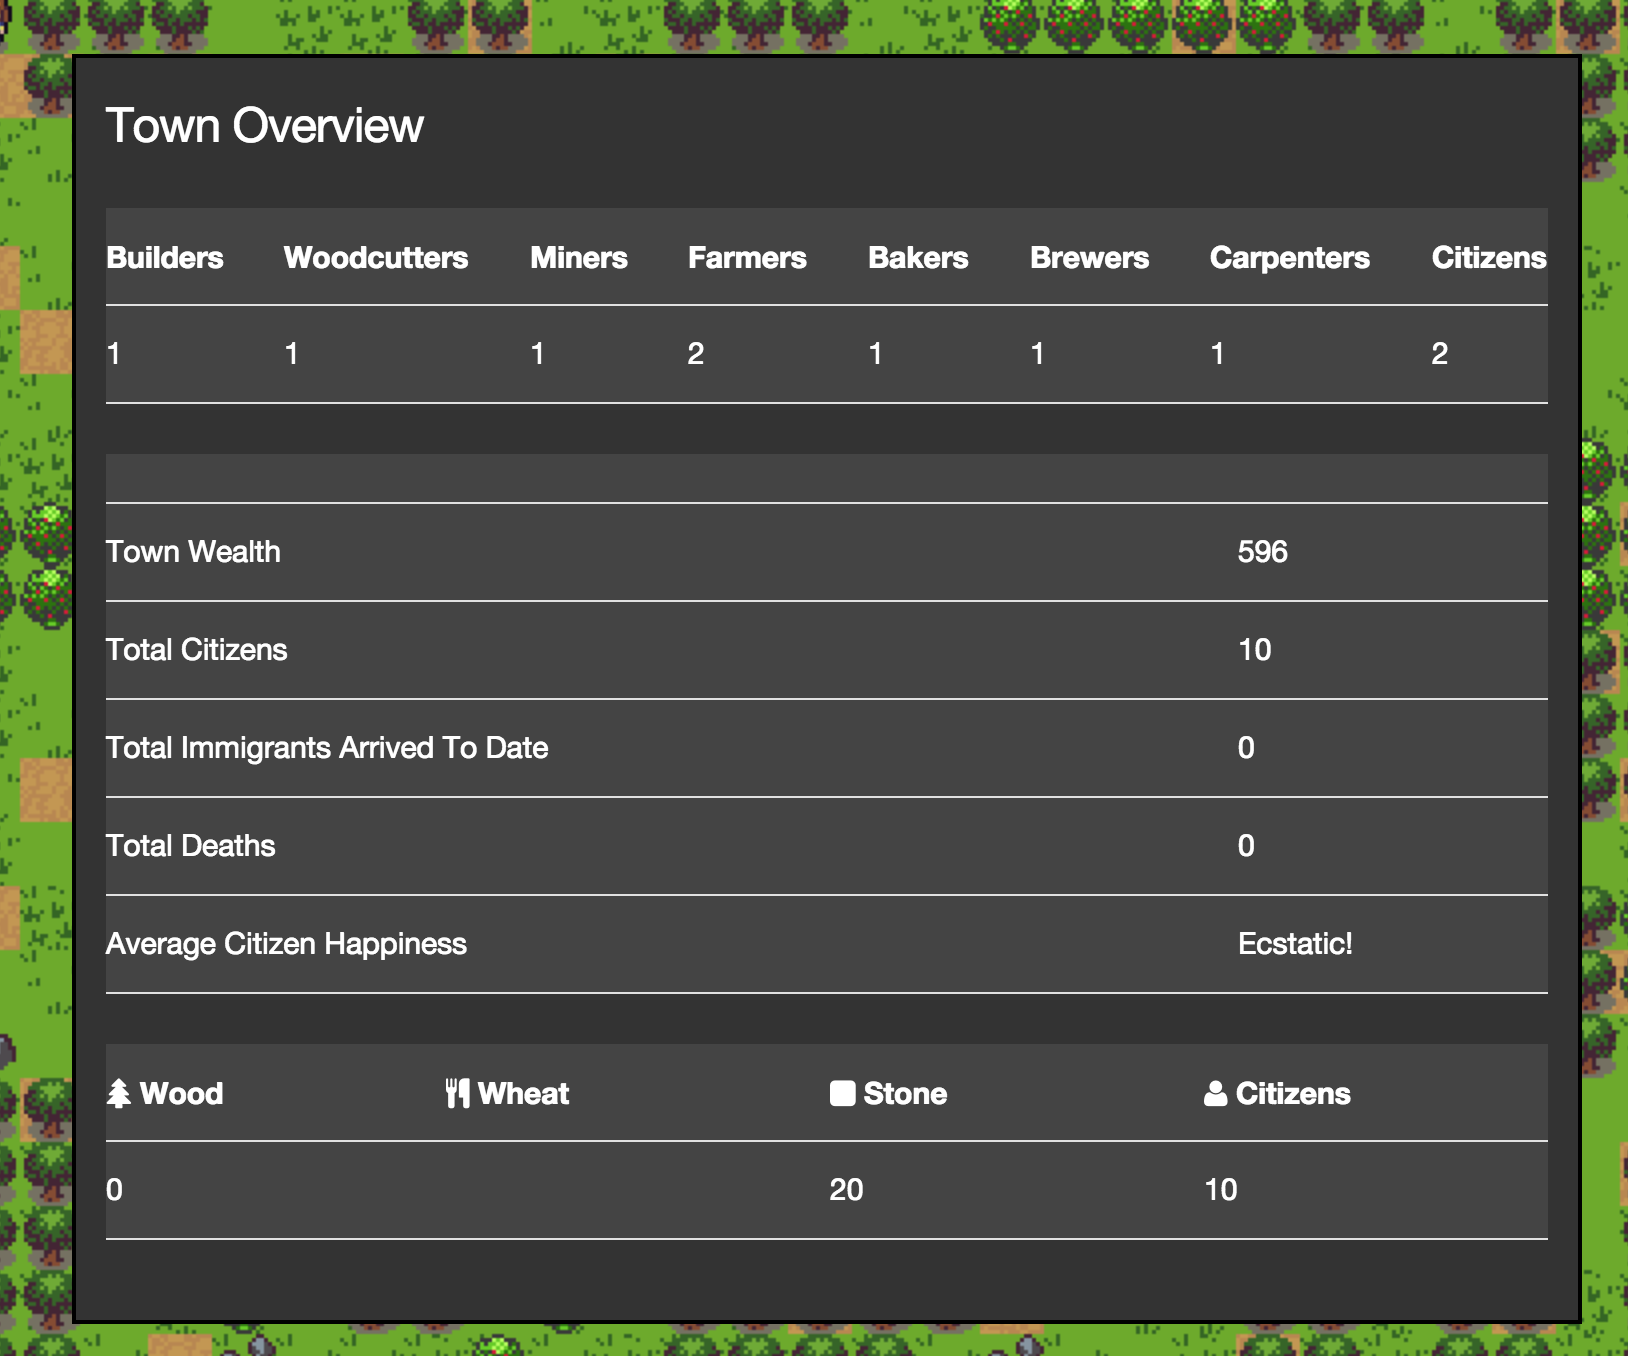 Town Overview
Builders Woodcutters Miners Farmers Bakers Brewers Carpenters Citizens
1 1 1 2 1 1 1 2
Town Wealth 596
Total Citizens 10
Total Immigrants Arrived To Date 0
Total Deaths 0
Average Citizen Happiness Ecstatic!
Wood Wheat Stone Citizens
0 20 10